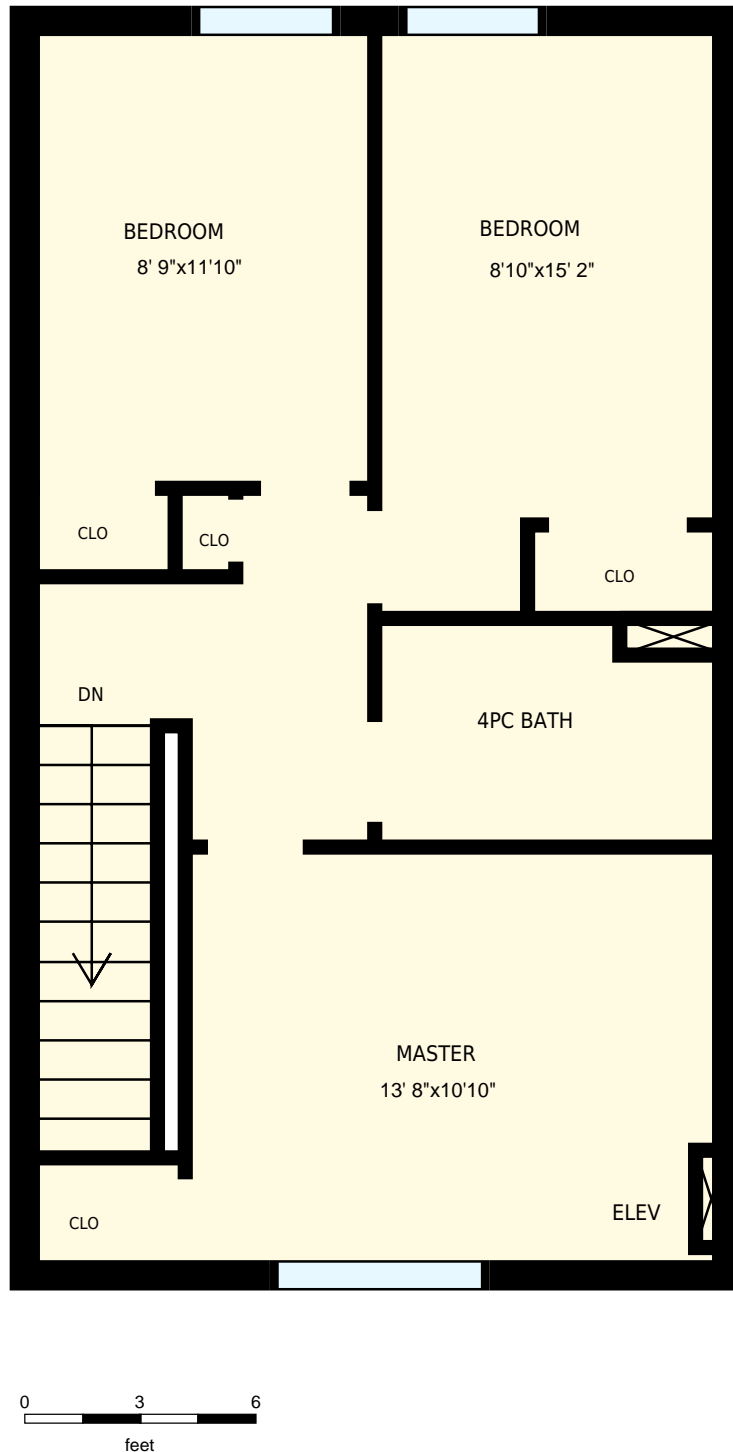 BEDROOM
8' 9"x11'10"
BEDROOM
8'10"x15' 2"
CLO
CLO
CLO
DN
4PC BATH
MASTER
13' 8"x10'10"
ELEV
CLO
0 3 6
feet